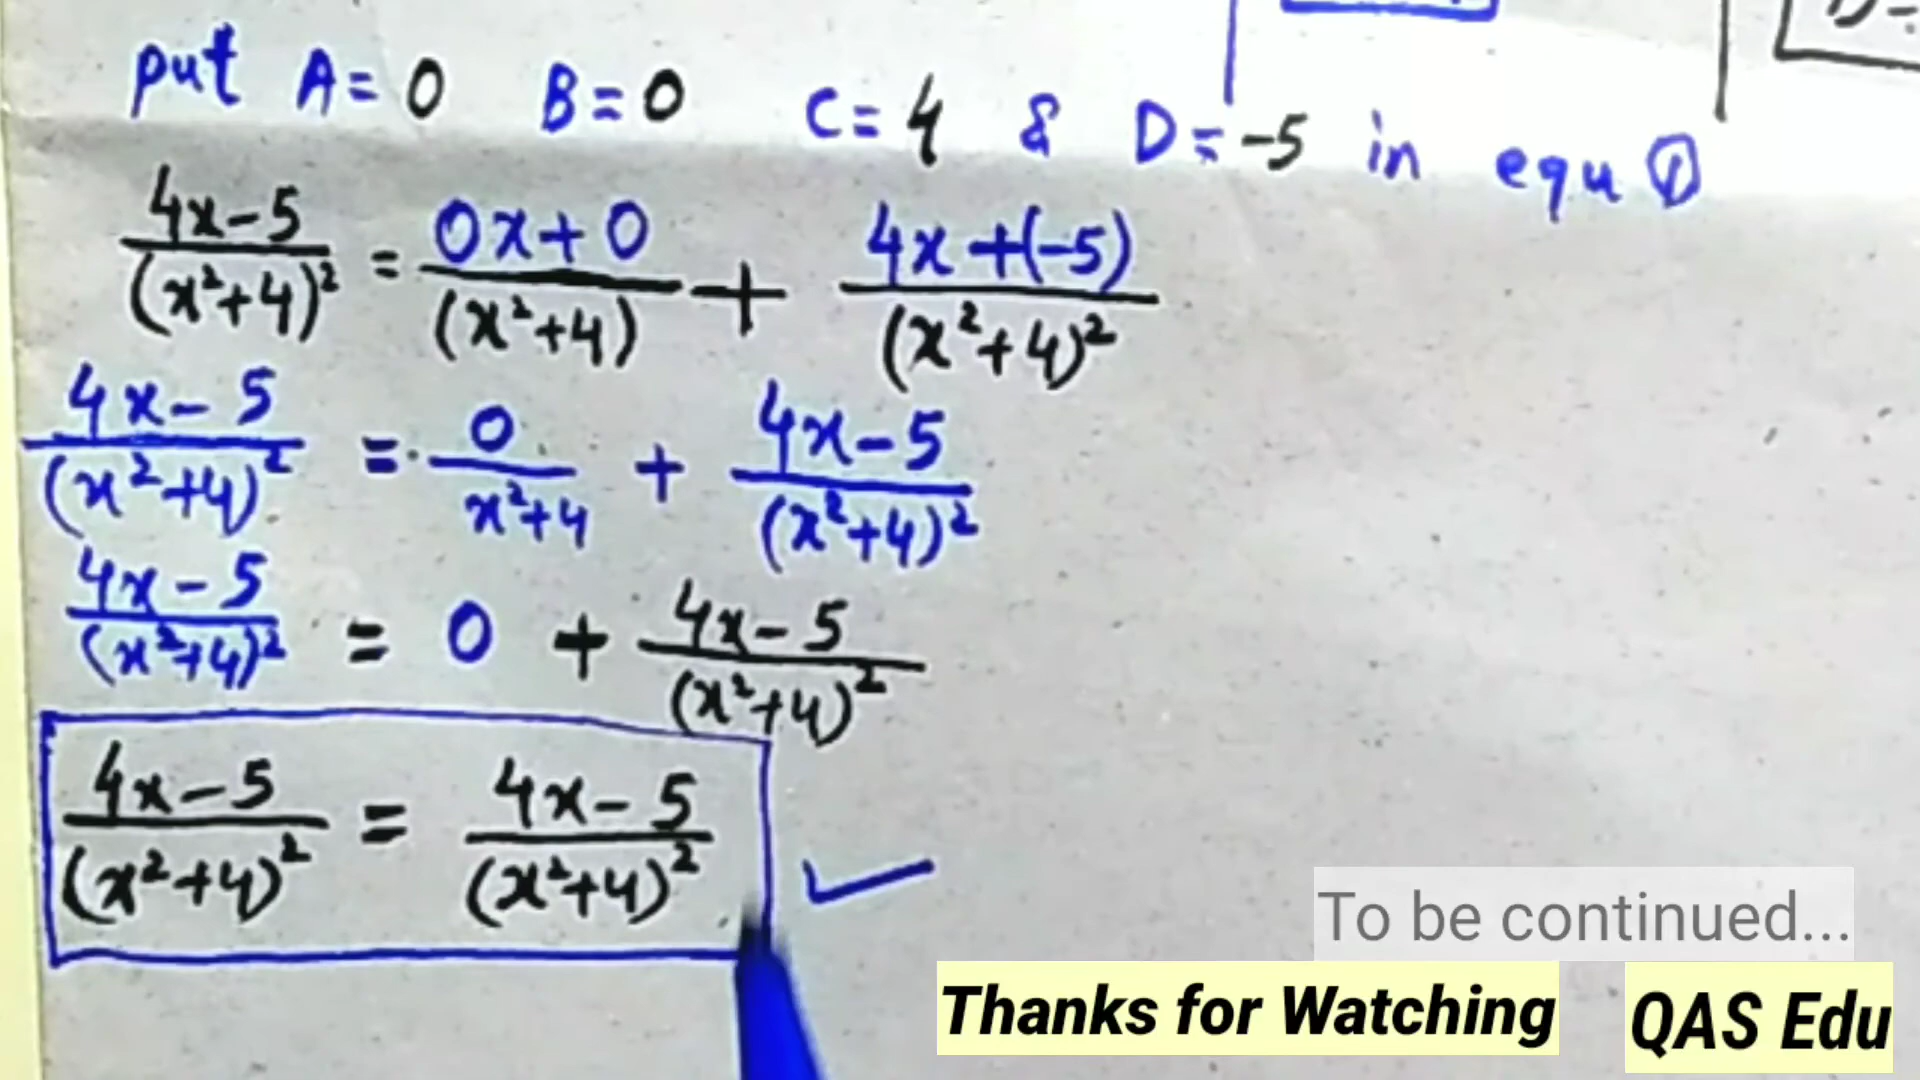 put A = 0 B = 0 C = 4 & D = -5 in equ ①
4x-5/(x²+4)² = 0x+0/(x²+4) + 4x+(-5)/(x²+4)²
4x-5/(x²+4)² = 0/x²+4 + 4x-5/(x²+4)²
4x-5/(x²+4)² = 0 + 4x-5/(x²+4)²
4x-5/(x²+4)² = 4x-5/(x²+4)² ✓
To be continued...
Thanks for Watching QAS Edu